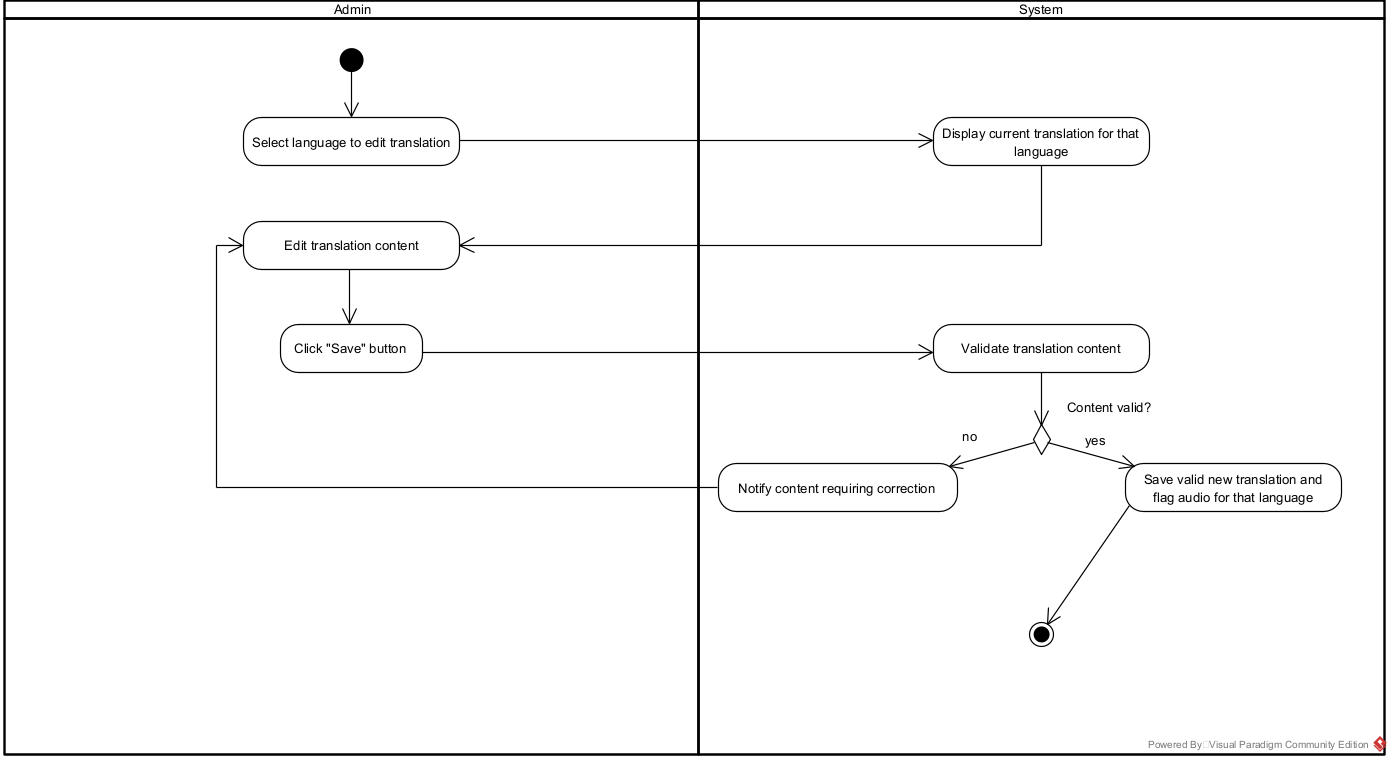 Admin
System
Select language to edit translation
Display current translation for that
language
Edit translation content
Click "Save" button
Validate translation content
Content valid?
no
yes
Notify content requiring correction
Save valid new translation and
flag audio for that language
Powered By Visual Paradigm Community Edition